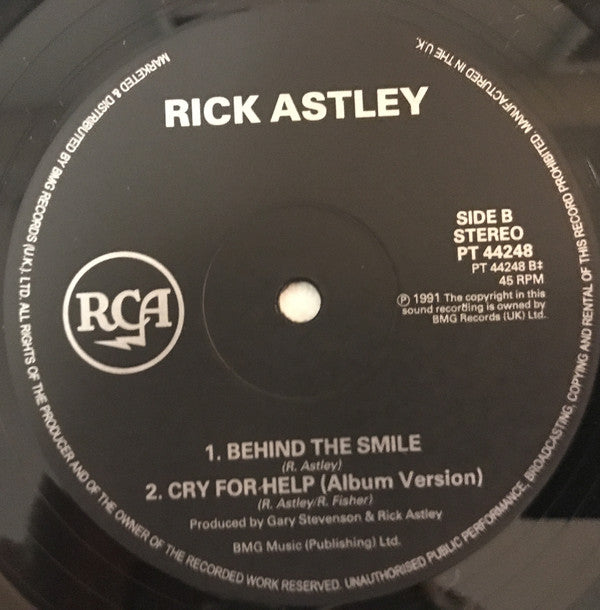 RICK ASTLEY
SIDE B
STEREO
PT 44248
PT 44248 B‡
45 RPM
℗ 1991 The copyright in this
sound recording is owned by
BMG Records (UK) Ltd.
RCA
1. BEHIND THE SMILE
(R. Astley)
2. CRY FOR HELP (Album Version)
(R. Astley/R. Fisher)
Produced by Gary Stevenson & Rick Astley
BMG Music (Publishing) Ltd.
MARKETED & DISTRIBUTED BY BMG RECORDS (U.K.) LTD. ALL RIGHTS OF THE PRODUCER AND OF THE OWNER OF THE RECORDED WORK RESERVED. UNAUTHORISED PUBLIC PERFORMANCE, BROADCASTING, COPYING AND RENTAL OF THIS RECORD PROHIBITED. MANUFACTURED IN THE U.K.